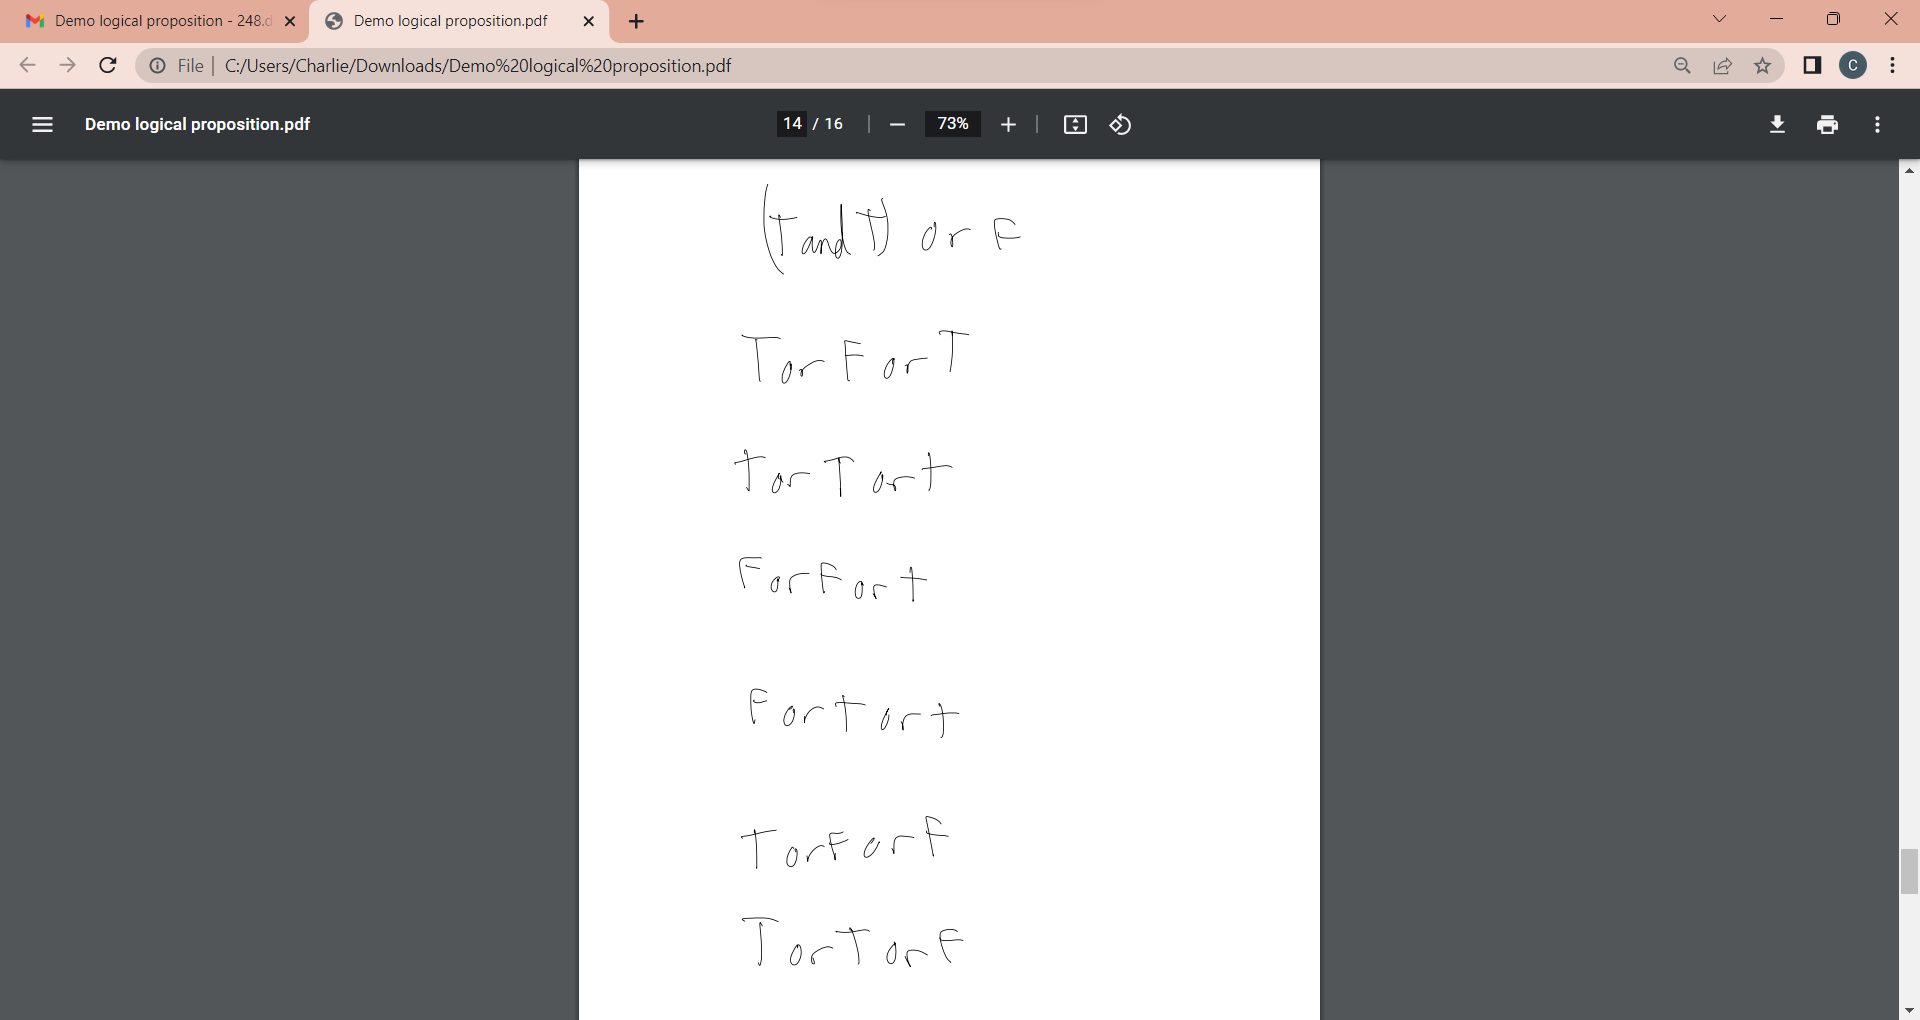 Demo logical proposition - 248.d
Demo logical proposition.pdf
File | C:/Users/Charlie/Downloads/Demo%20logical%20proposition.pdf
C
Demo logical proposition.pdf
14 / 16
73%
(T and T) or F
T or F or T
T or T or t
F or F or t
F or t or t
T or F or F
T or T or F